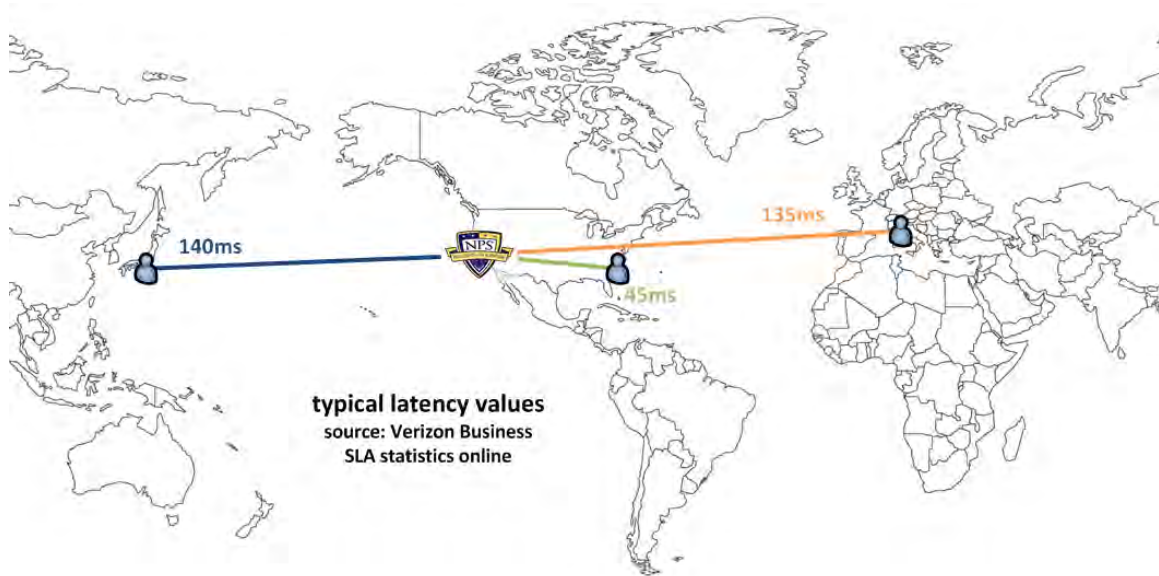 135ms
140ms
NPS
45ms
typical latency values
source: Verizon Business
SLA statistics online